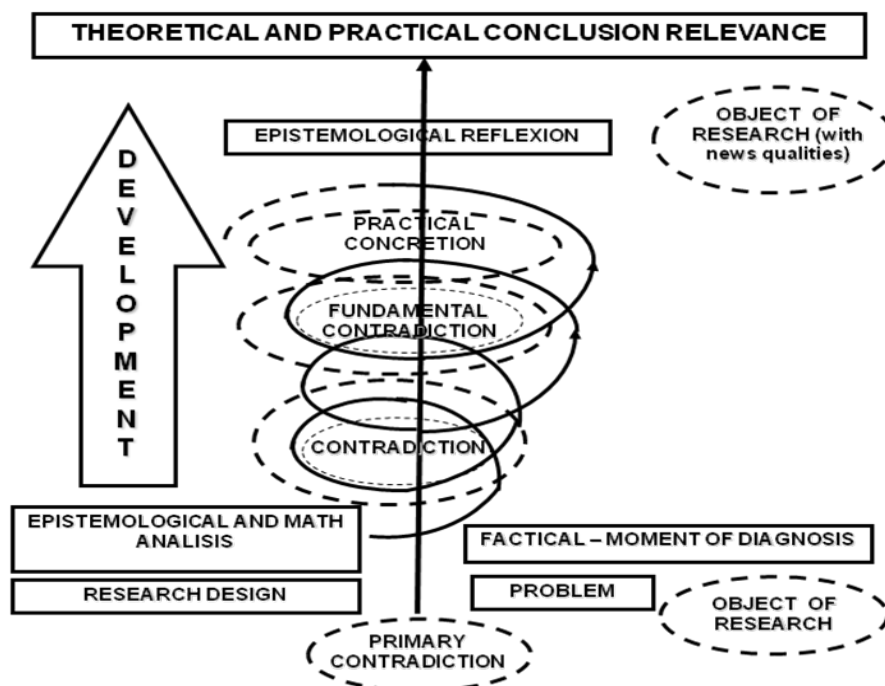 THEORETICAL AND PRACTICAL CONCLUSION RELEVANCE
OBJECT OF
RESEARCH (with
news qualities)
EPISTEMOLOGICAL REFLEXION
DEVELOPMENT
PRACTICAL
CONCRETION
FUNDAMENTAL
CONTRADICTION
CONTRADICTION
EPISTEMOLOGICAL AND MATH
ANALISIS
FACTICAL – MOMENT OF DIAGNOSIS
RESEARCH DESIGN
PROBLEM
OBJECT OF
RESEARCH
PRIMARY
CONTRADICTION